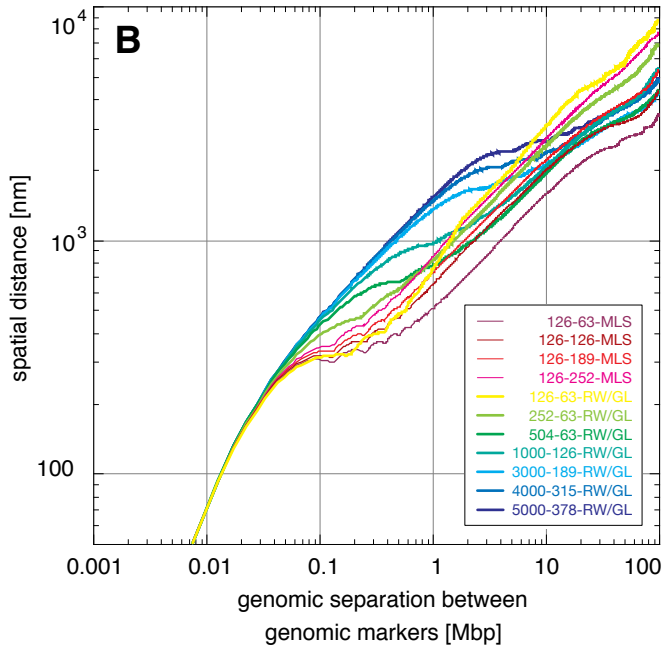 10⁴
B
10³
100
spatial distance [nm]
126-63-MLS
126-126-MLS
126-189-MLS
126-252-MLS
126-63-RW/GL
252-63-RW/GL
504-63-RW/GL
1000-126-RW/GL
3000-189-RW/GL
4000-315-RW/GL
5000-378-RW/GL
0.001 0.01 0.1 1 10 100
genomic separation between
genomic markers [Mbp]